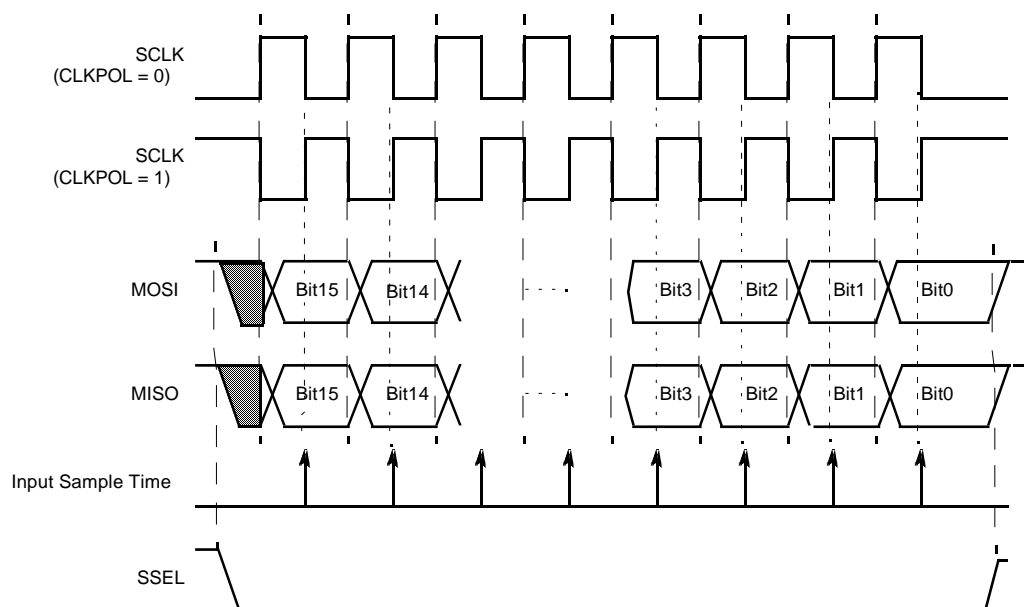 SCLK
(CLKPOL = 0)
SCLK
(CLKPOL = 1)
MOSI
Bit15
Bit14
Bit3
Bit2
Bit1
Bit0
MISO
Bit15
Bit14
Bit3
Bit2
Bit1
Bit0
Input Sample Time
SSEL